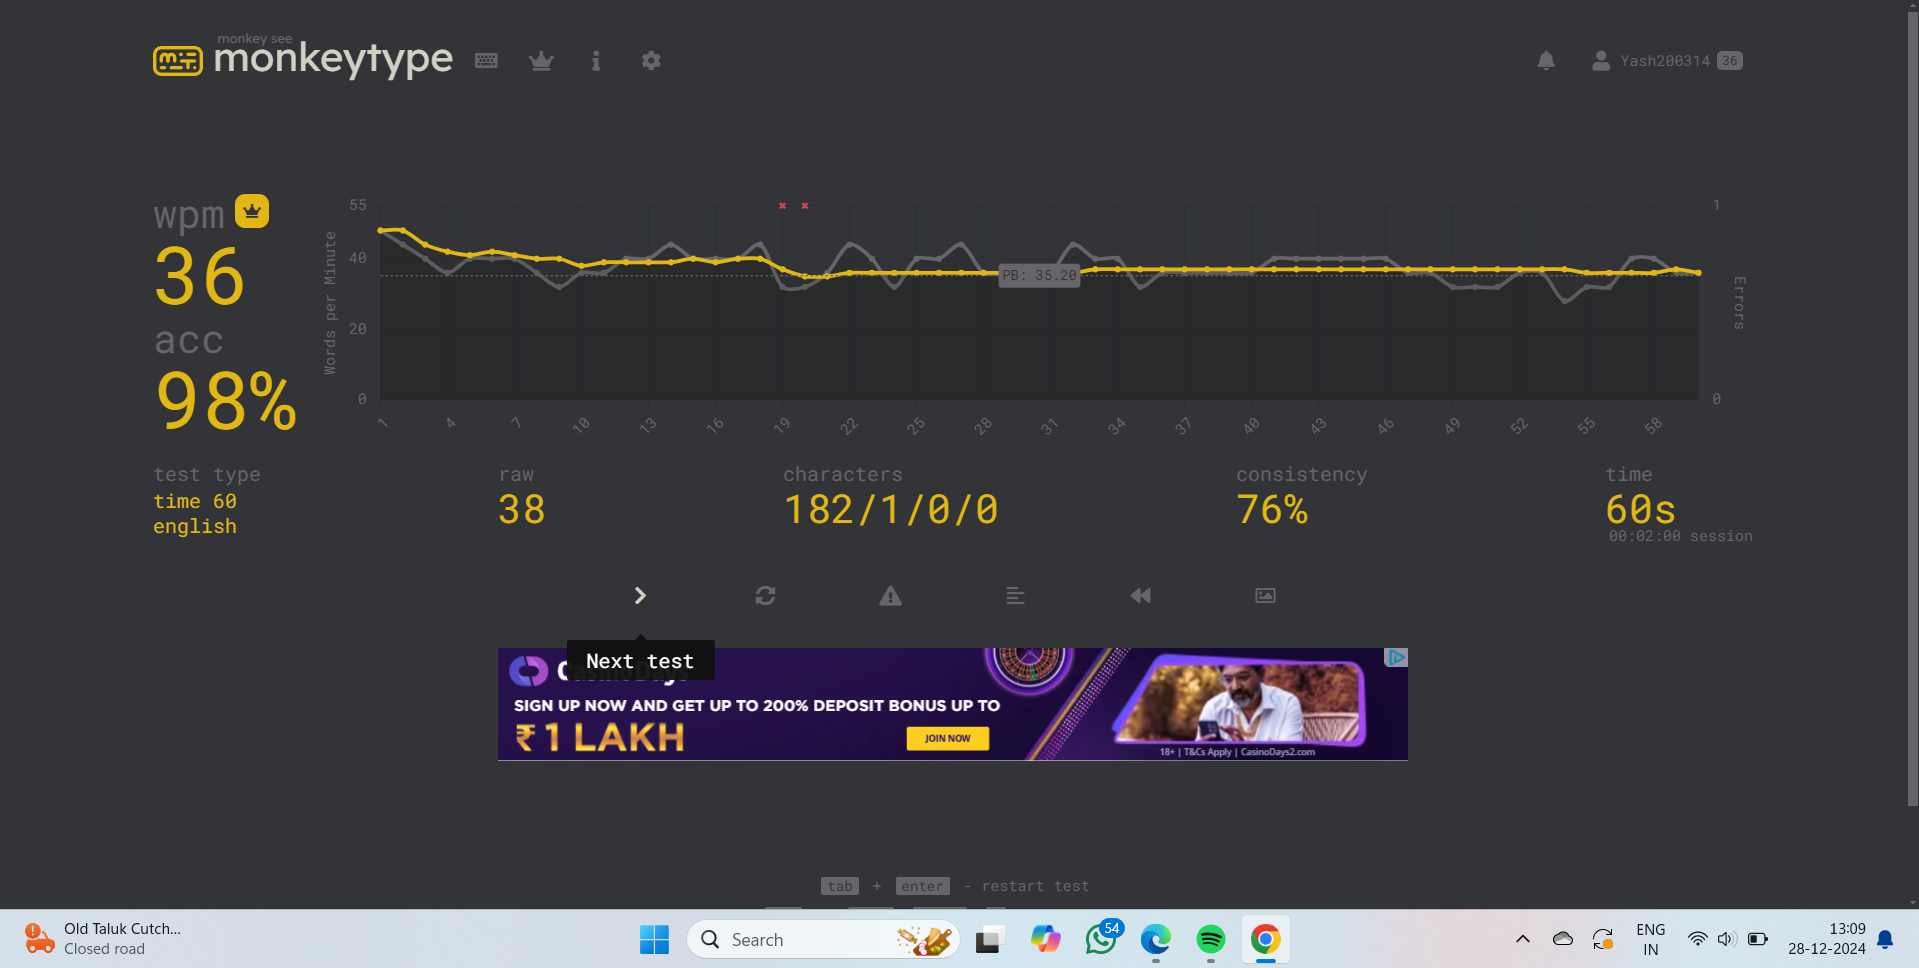 monkey see
monkeytype
Yash200314 36
wpm
36
acc
98%
Words per Minute
55
40
20
0
PB: 35.20
1
0
Errors
1 4 7 10 13 16 19 22 25 28 31 34 37 40 43 46 49 52 55 58
test type
time 60
english
raw
38
characters
182/1/0/0
consistency
76%
time
60s
00:02:00 session
Next test
SIGN UP NOW AND GET UP TO 200% DEPOSIT BONUS UP TO
₹ 1 LAKH
JOIN NOW
18+ | T&Cs Apply | CasinoDays2.com
tab + enter - restart test
Old Taluk Cutch...
Closed road
Search
54
ENG
IN
13:09
28-12-2024